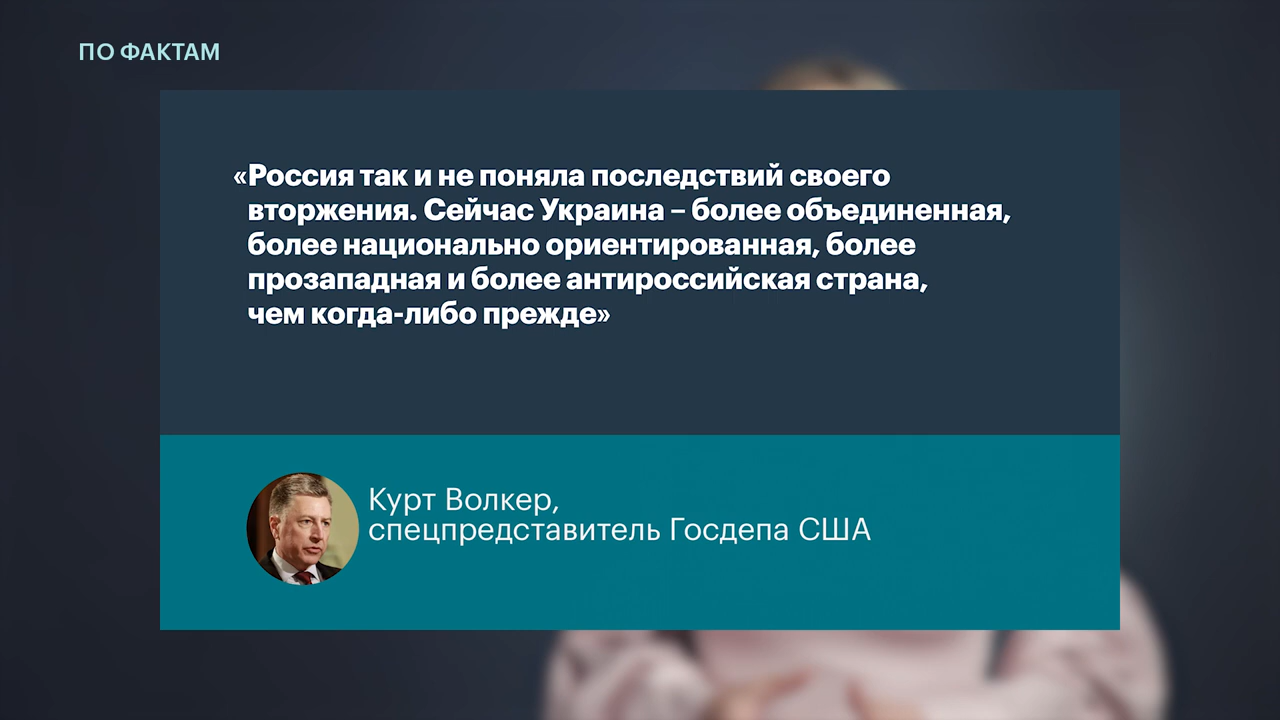 ПО ФАКТАМ
«Россия так и не поняла последствий своего
вторжения. Сейчас Украина – более объединенная,
более национально ориентированная, более
прозападная и более антироссийская страна,
чем когда-либо прежде»
Курт Волкер,
спецпредставитель Госдепа США